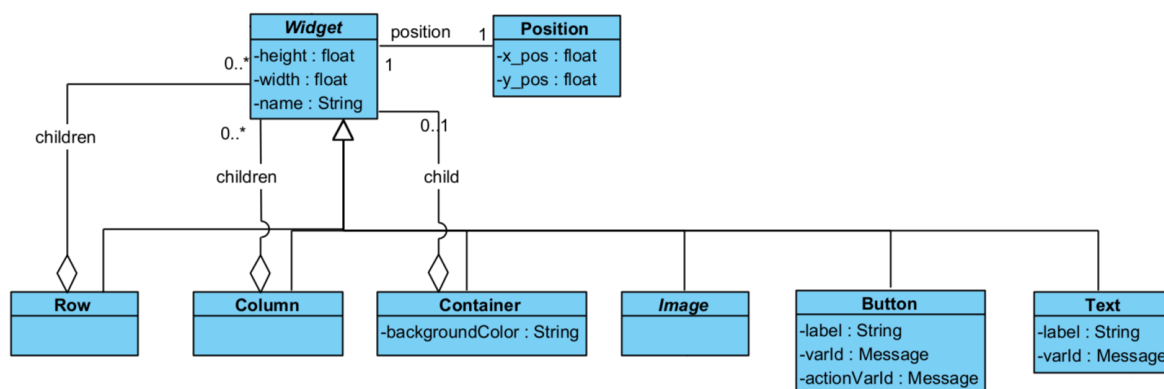 Widget
-height : float
-width : float
-name : String
position
1
1
Position
-x_pos : float
-y_pos : float
0..*
children
0..*
children
0..1
child
Row
Column
Container
-backgroundColor : String
Image
Button
-label : String
-varId : Message
-actionVarId : Message
Text
-label : String
-varId : Message